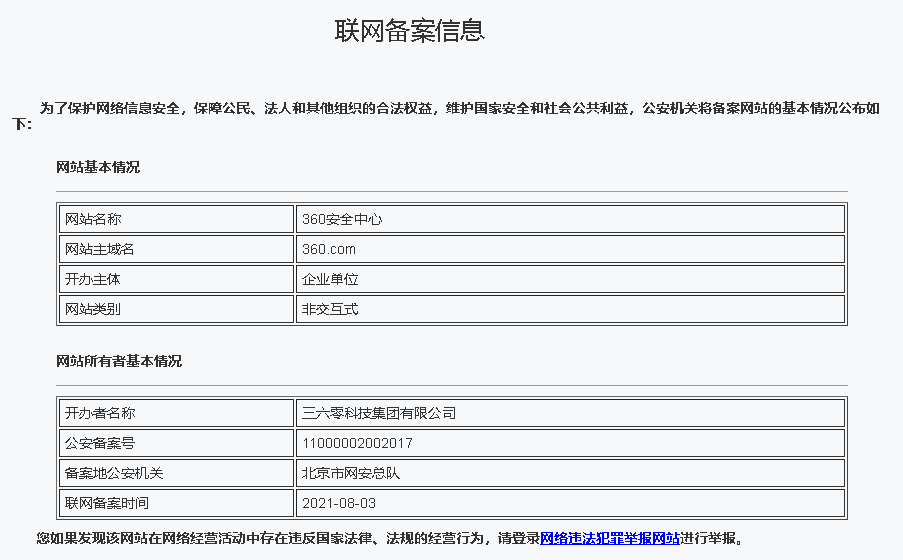 联网备案信息
为了保护网络信息安全，保障公民、法人和其他组织的合法权益，维护国家安全和社会公共利益，公安机关将备案网站的基本情况公布如
下：
网站基本情况
网站名称 360安全中心
网站主域名 360.com
开办主体 企业单位
网站类别 非交互式
网站所有者基本情况
开办者名称 三六零科技集团有限公司
公安备案号 11000002002017
备案地公安机关 北京市网安总队
联网备案时间 2021-08-03
您如果发现该网站在网络经营活动中存在违反国家法律、法规的经营行为，请登录网络违法犯罪举报网站进行举报。